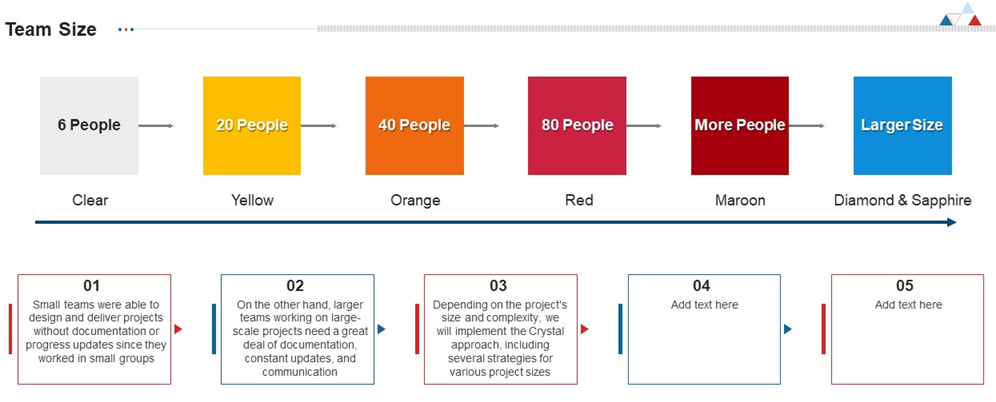 Team Size
6 People
20 People
40 People
80 People
More People
Larger Size
Clear
Yellow
Orange
Red
Maroon
Diamond & Sapphire
01
Small teams were able to
design and deliver projects
without documentation or
progress updates since they
worked in small groups
02
On the other hand, larger
teams working on large-
scale projects need a great
deal of documentation,
constant updates, and
communication
03
Depending on the project's
size and complexity, we
will implement the Crystal
approach, including
several strategies for
various project sizes
04
Add text here
05
Add text here